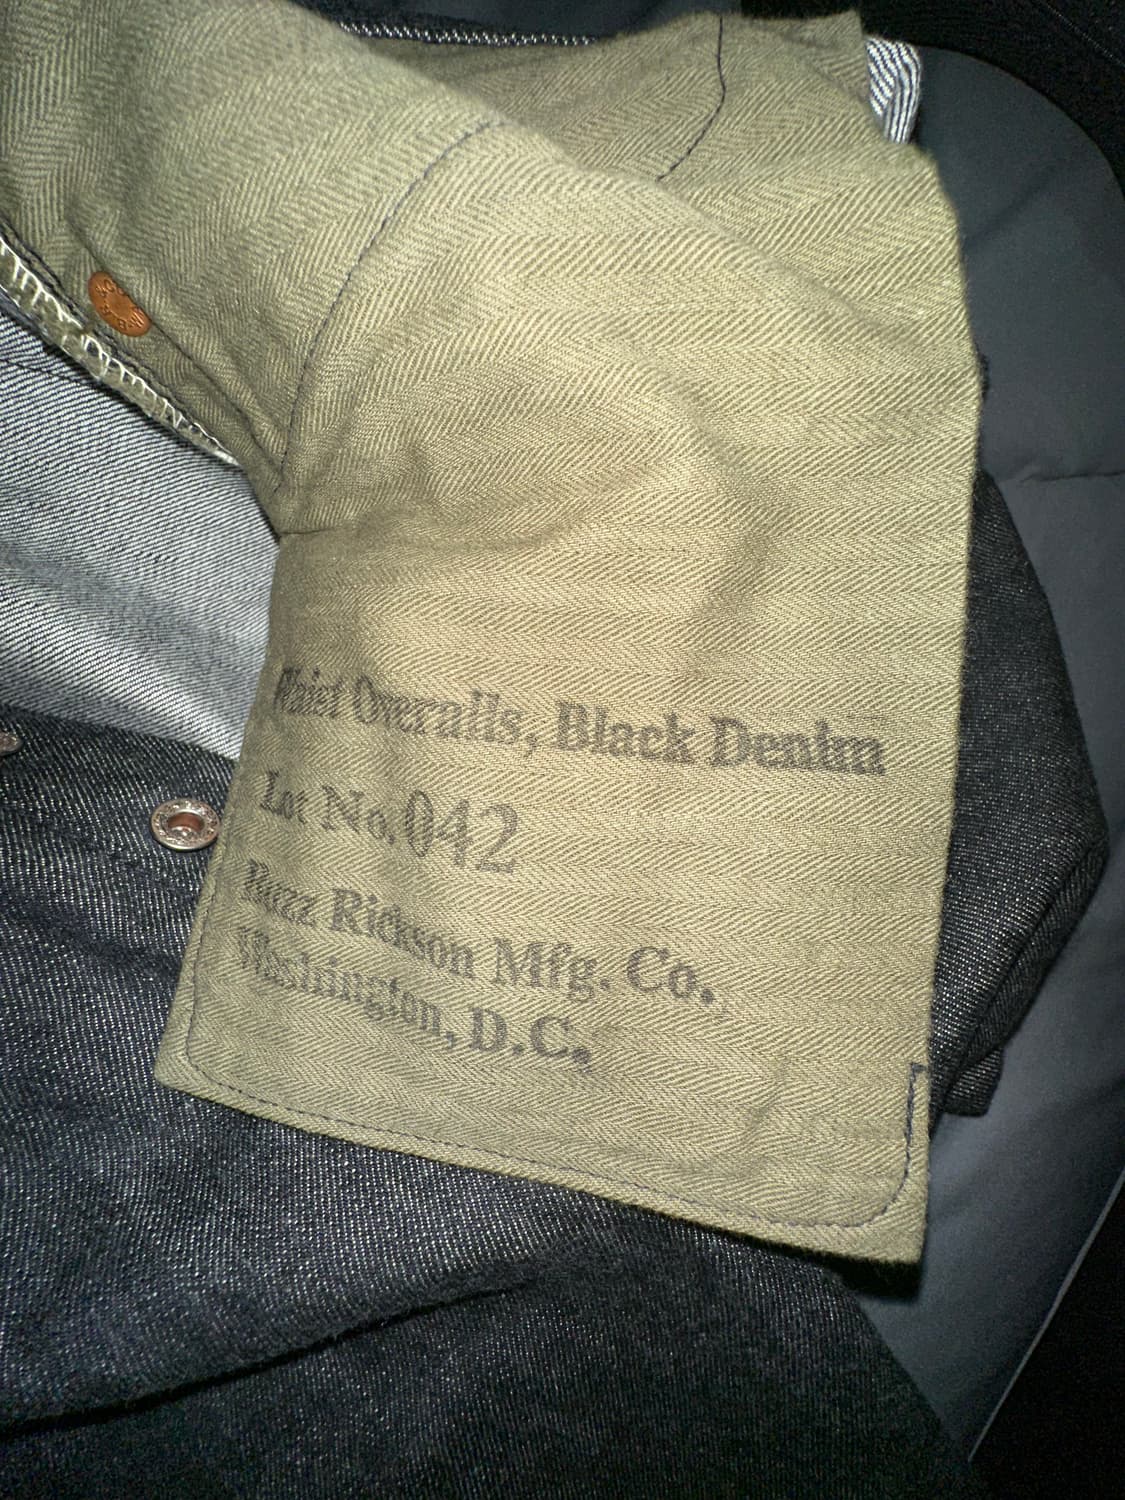 Waist Overalls, Black Denim
Lot No. 042
Buzz Rickson Mfg. Co.,
Washington, D.C.,